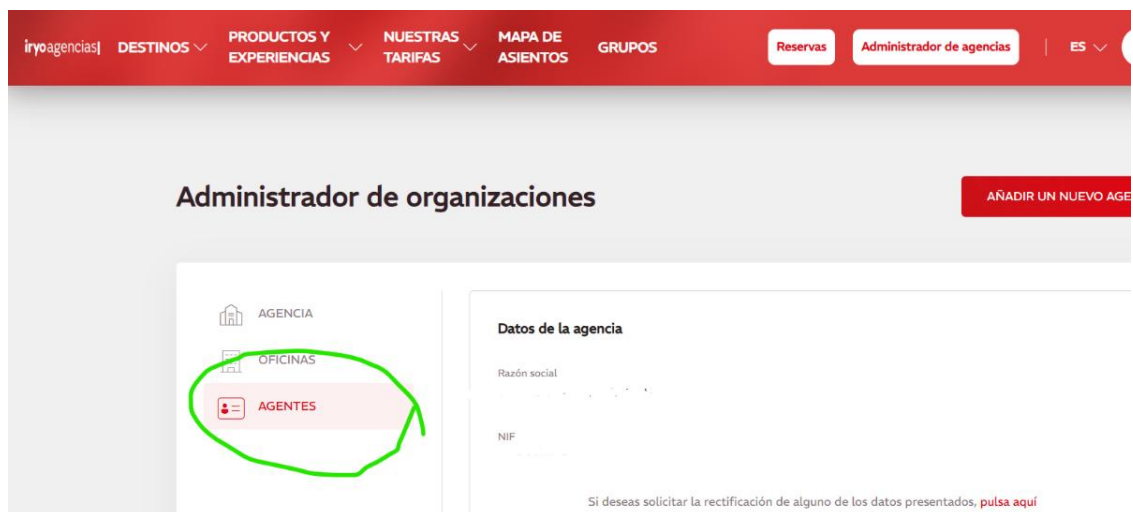 iryoagencias| DESTINOS PRODUCTOS Y EXPERIENCIAS NUESTRAS TARIFAS MAPA DE ASIENTOS GRUPOS Reservas Administrador de agencias ES
Administrador de organizaciones
AÑADIR UN NUEVO AGE
AGENCIA
OFICINAS
AGENTES
Datos de la agencia
Razón social
NIF
Si deseas solicitar la rectificación de alguno de los datos presentados, pulsa aquí